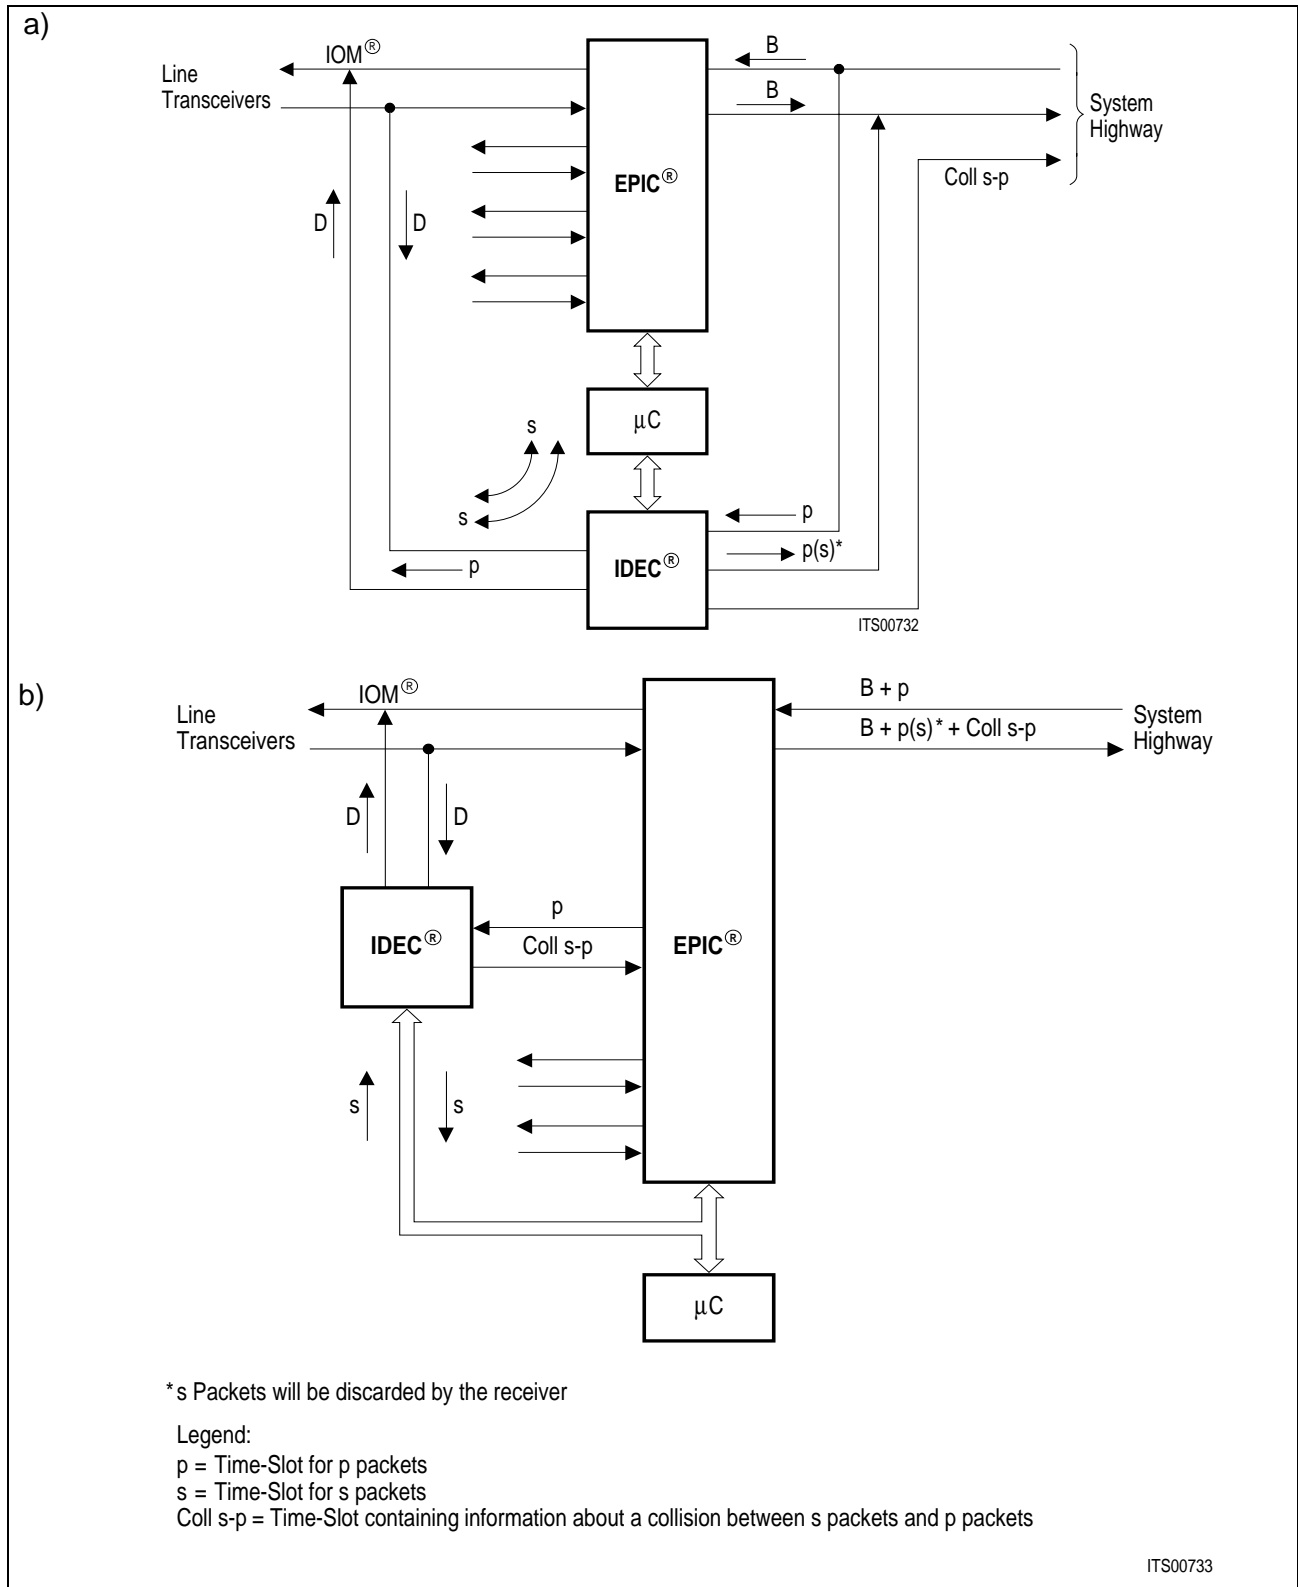 a)
IOM®
Line
Transceivers
B
B
System
Highway
Coll s-p
EPIC®
D
D
µC
s
s
p
p
p(s)*
IDEC®
ITS00732
b)
IOM®
Line
Transceivers
B + p
B + p(s)* + Coll s-p
System
Highway
D
D
p
Coll s-p
IDEC®
EPIC®
s
s
µC
* s Packets will be discarded by the receiver
Legend:
p = Time-Slot for p packets
s = Time-Slot for s packets
Coll s-p = Time-Slot containing information about a collision between s packets and p packets
ITS00733